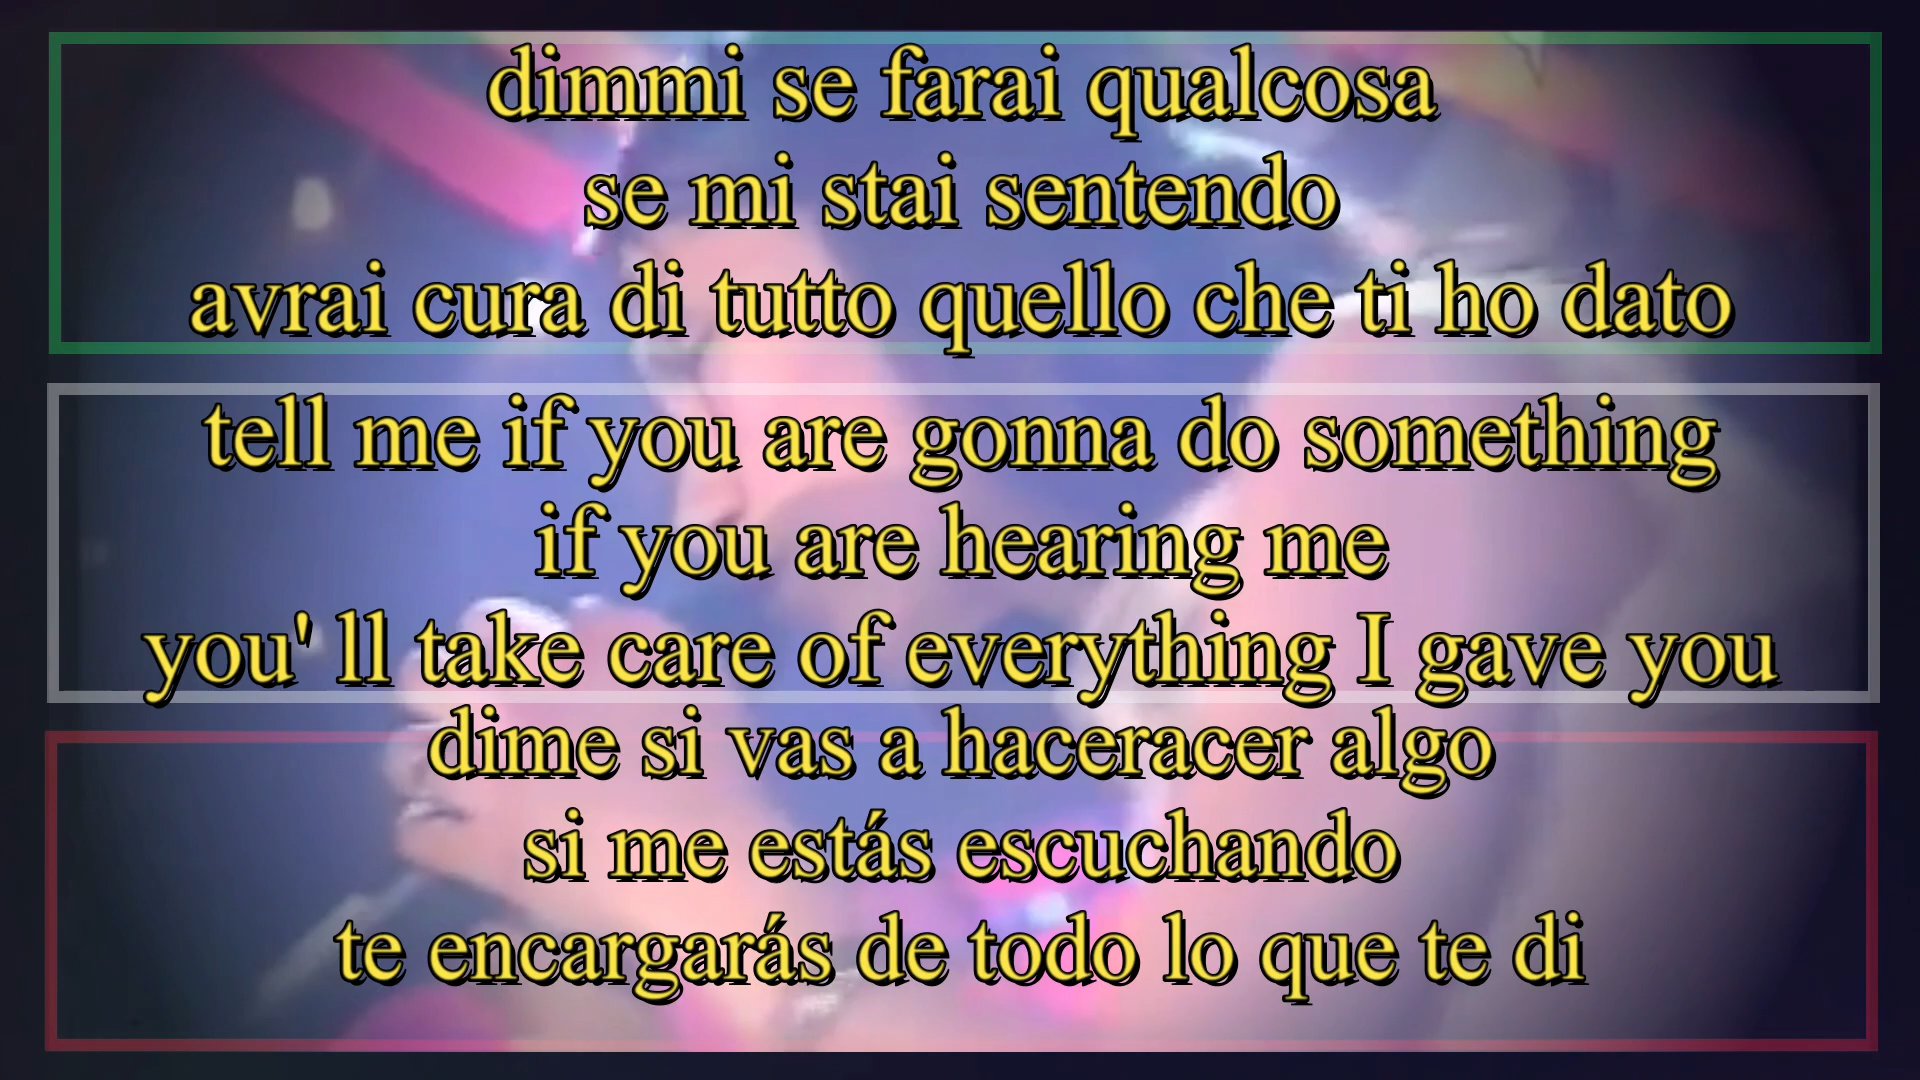 dimmi se farai qualcosa
se mi stai sentendo
avrai cura di tutto quello che ti ho dato
tell me if you are gonna do something
if you are hearing me
you' ll take care of everything I gave you
dime si vas a haceracer algo
si me estás escuchando
te encargarás de todo lo que te di